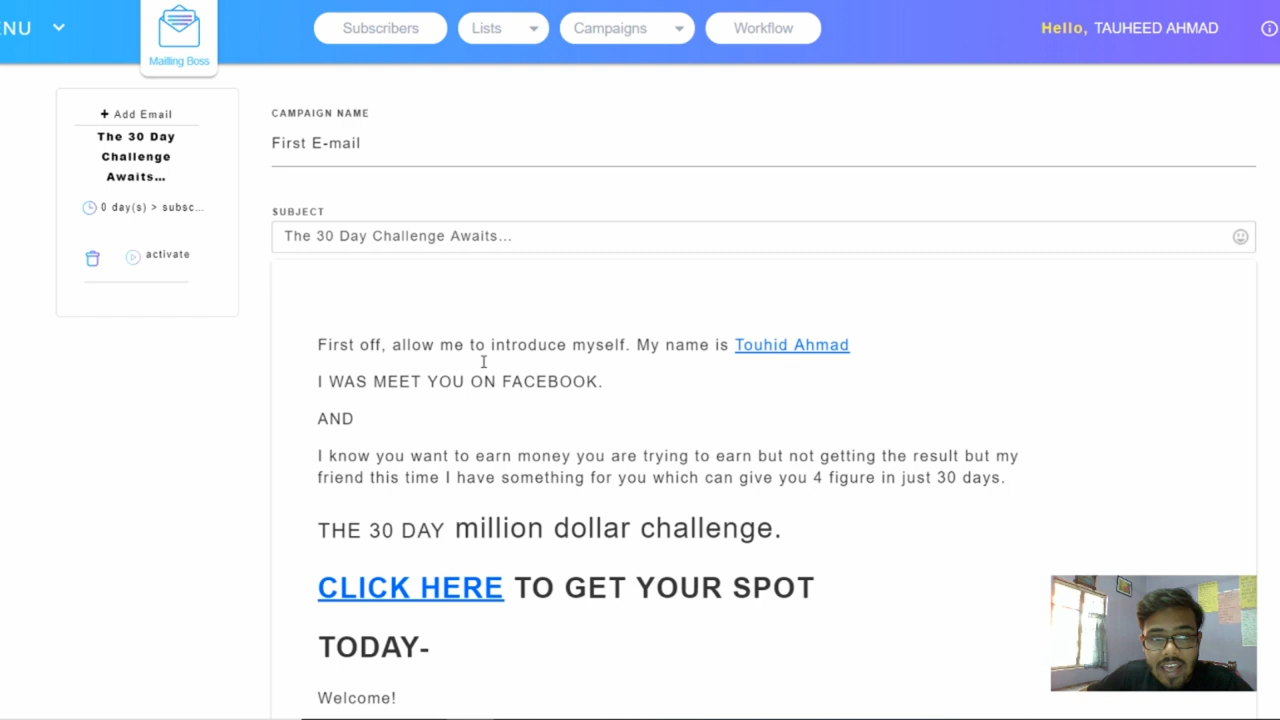 NU
Mailling Boss
Subscribers
Lists
Campaigns
Workflow
Hello, TAUHEED AHMAD
+ Add Email
The 30 Day
Challenge
Awaits...
0 day(s) > subsc...
activate
CAMPAIGN NAME
First E-mail
SUBJECT
The 30 Day Challenge Awaits...
First off, allow me to introduce myself. My name is Touhid Ahmad
I WAS MEET YOU ON FACEBOOK.
AND
I know you want to earn money you are trying to earn but not getting the result but my
friend this time I have something for you which can give you 4 figure in just 30 days.
THE 30 DAY million dollar challenge.
CLICK HERE TO GET YOUR SPOT
TODAY-
Welcome!